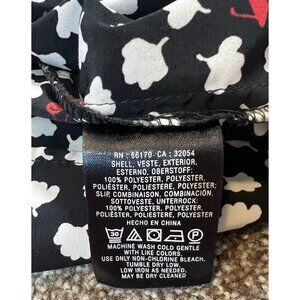 RN : 66170 CA : 32054
SHELL, VESTE, EXTERIOR,
ESTERNO, OBERSTOFF:
100% POLYESTER, POLYESTER,
POLIÉSTER, POLIESTERE, POLYESTER;
SLIP, COMBINAISON, COMBINACIÓN,
SOTTOVESTE, UNTERROCK:
100% POLYESTER, POLYESTER,
POLIÉSTER, POLIESTERE, POLYESTER
HECHO EN CHINA
30
P
MACHINE WASH COLD GENTLE
WITH LIKE COLORS.
USE ONLY NON-CHLORINE BLEACH.
TUMBLE DRY LOW.
LOW IRON AS NEEDED.
MAY BE DRY CLEANED